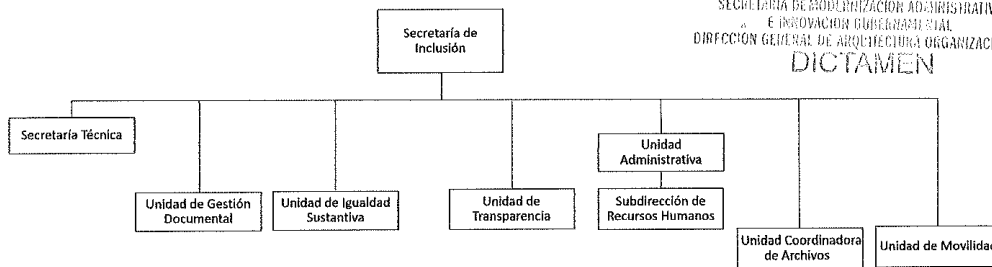 SECRETARÍA DE MODERNIZACIÓN ADMINISTRATIV
E INNOVACIÓN GUBERNAMENTAL
DIRECCIÓN GENERAL DE ARQUITECTURA ORGANIZAC
DICTAMEN
Secretaría de
Inclusión
Secretaría Técnica
Unidad de Gestión
Documental
Unidad de Igualdad
Sustantiva
Unidad de
Transparencia
Unidad
Administrativa
Subdirección de
Recursos Humanos
Unidad Coordinadora
de Archivos
Unidad de Movilidad